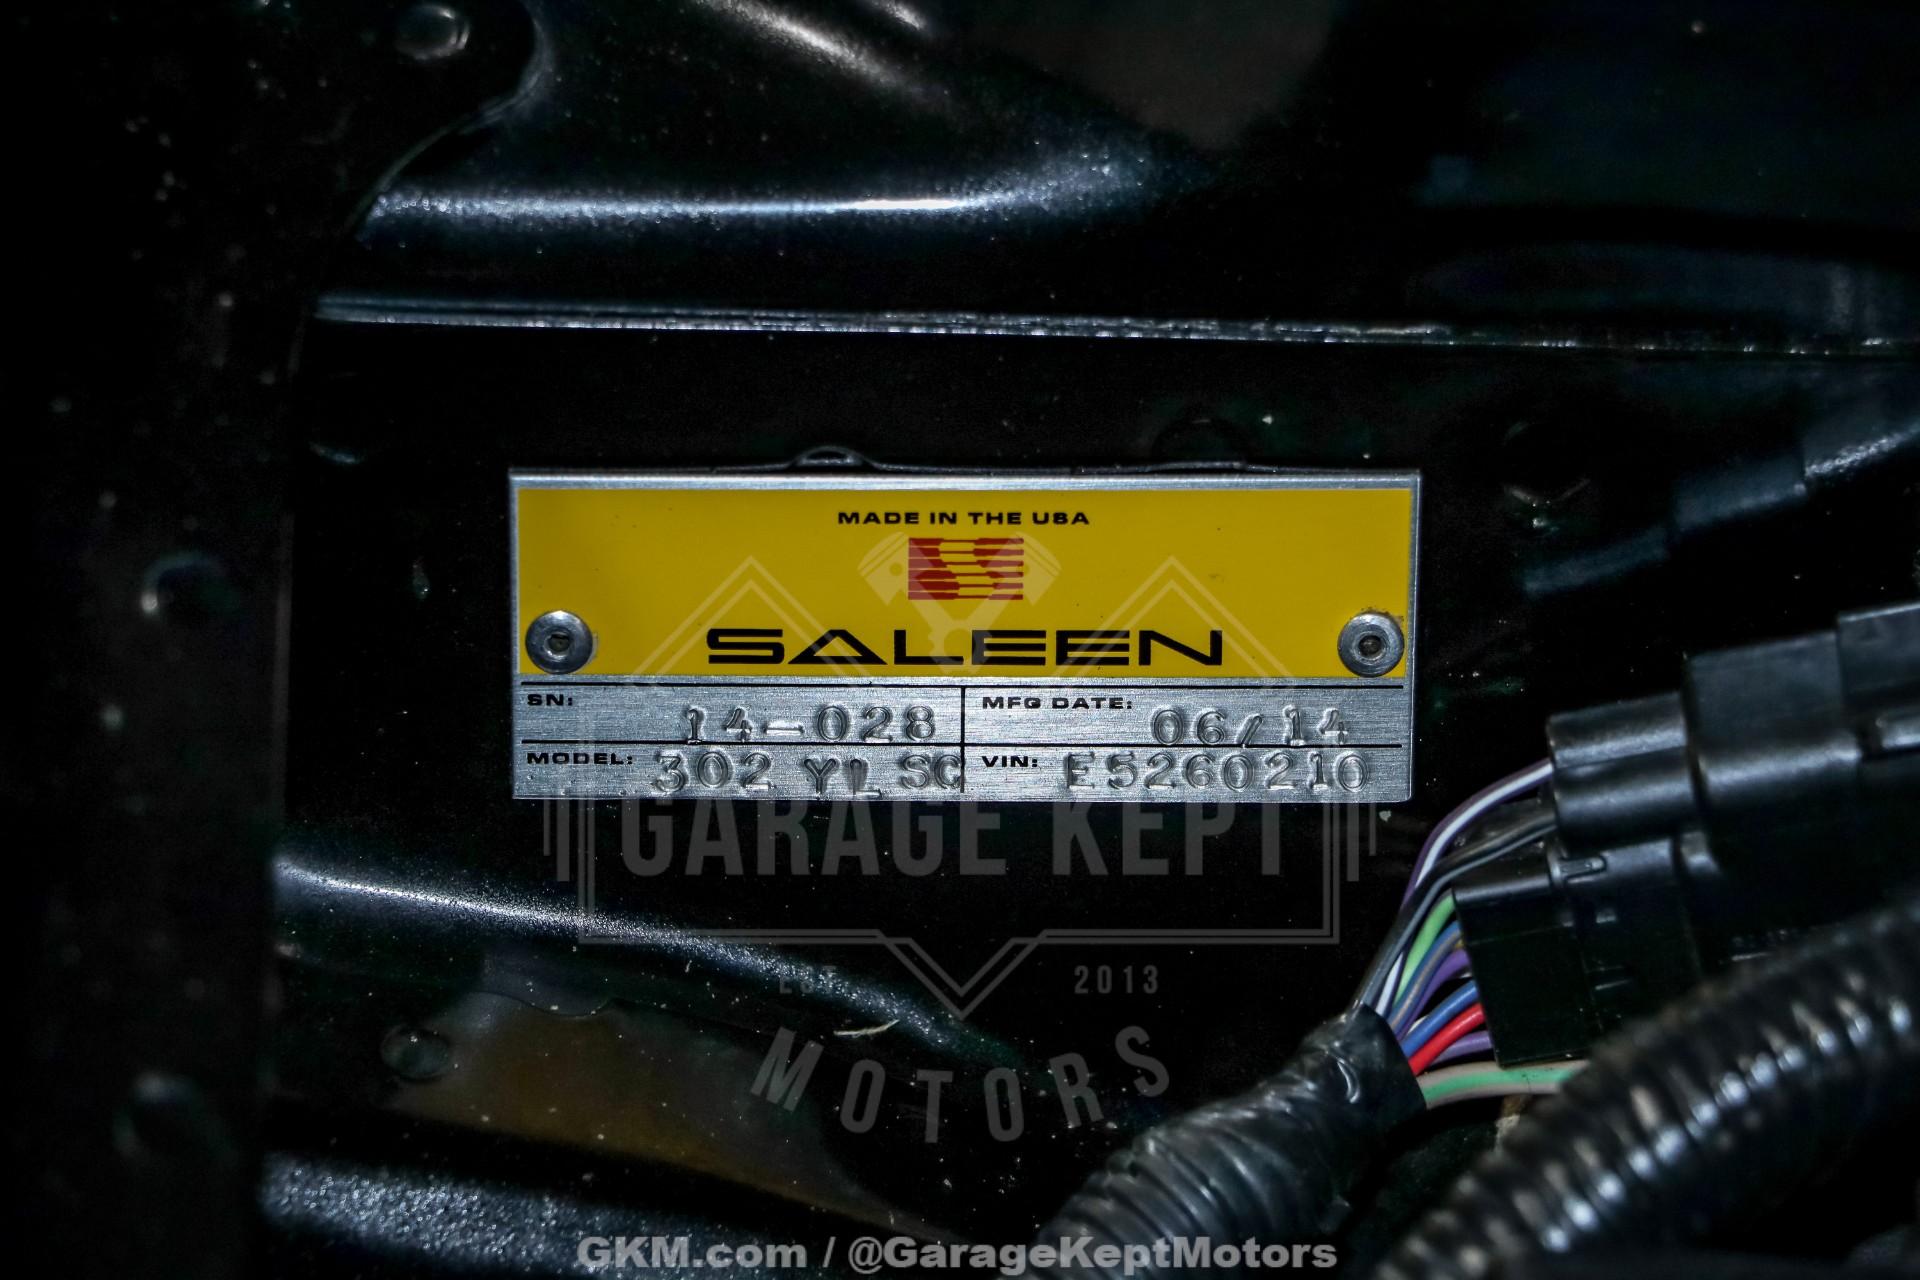 MADE IN THE USA
SALEEN
SN: 14-028
MFG DATE: 06/14
MODEL: 302 YL SC
VIN: E5260210
GARAGE KEPT
EST. 2013
MOTORS
GKM.com / @GarageKeptMotors